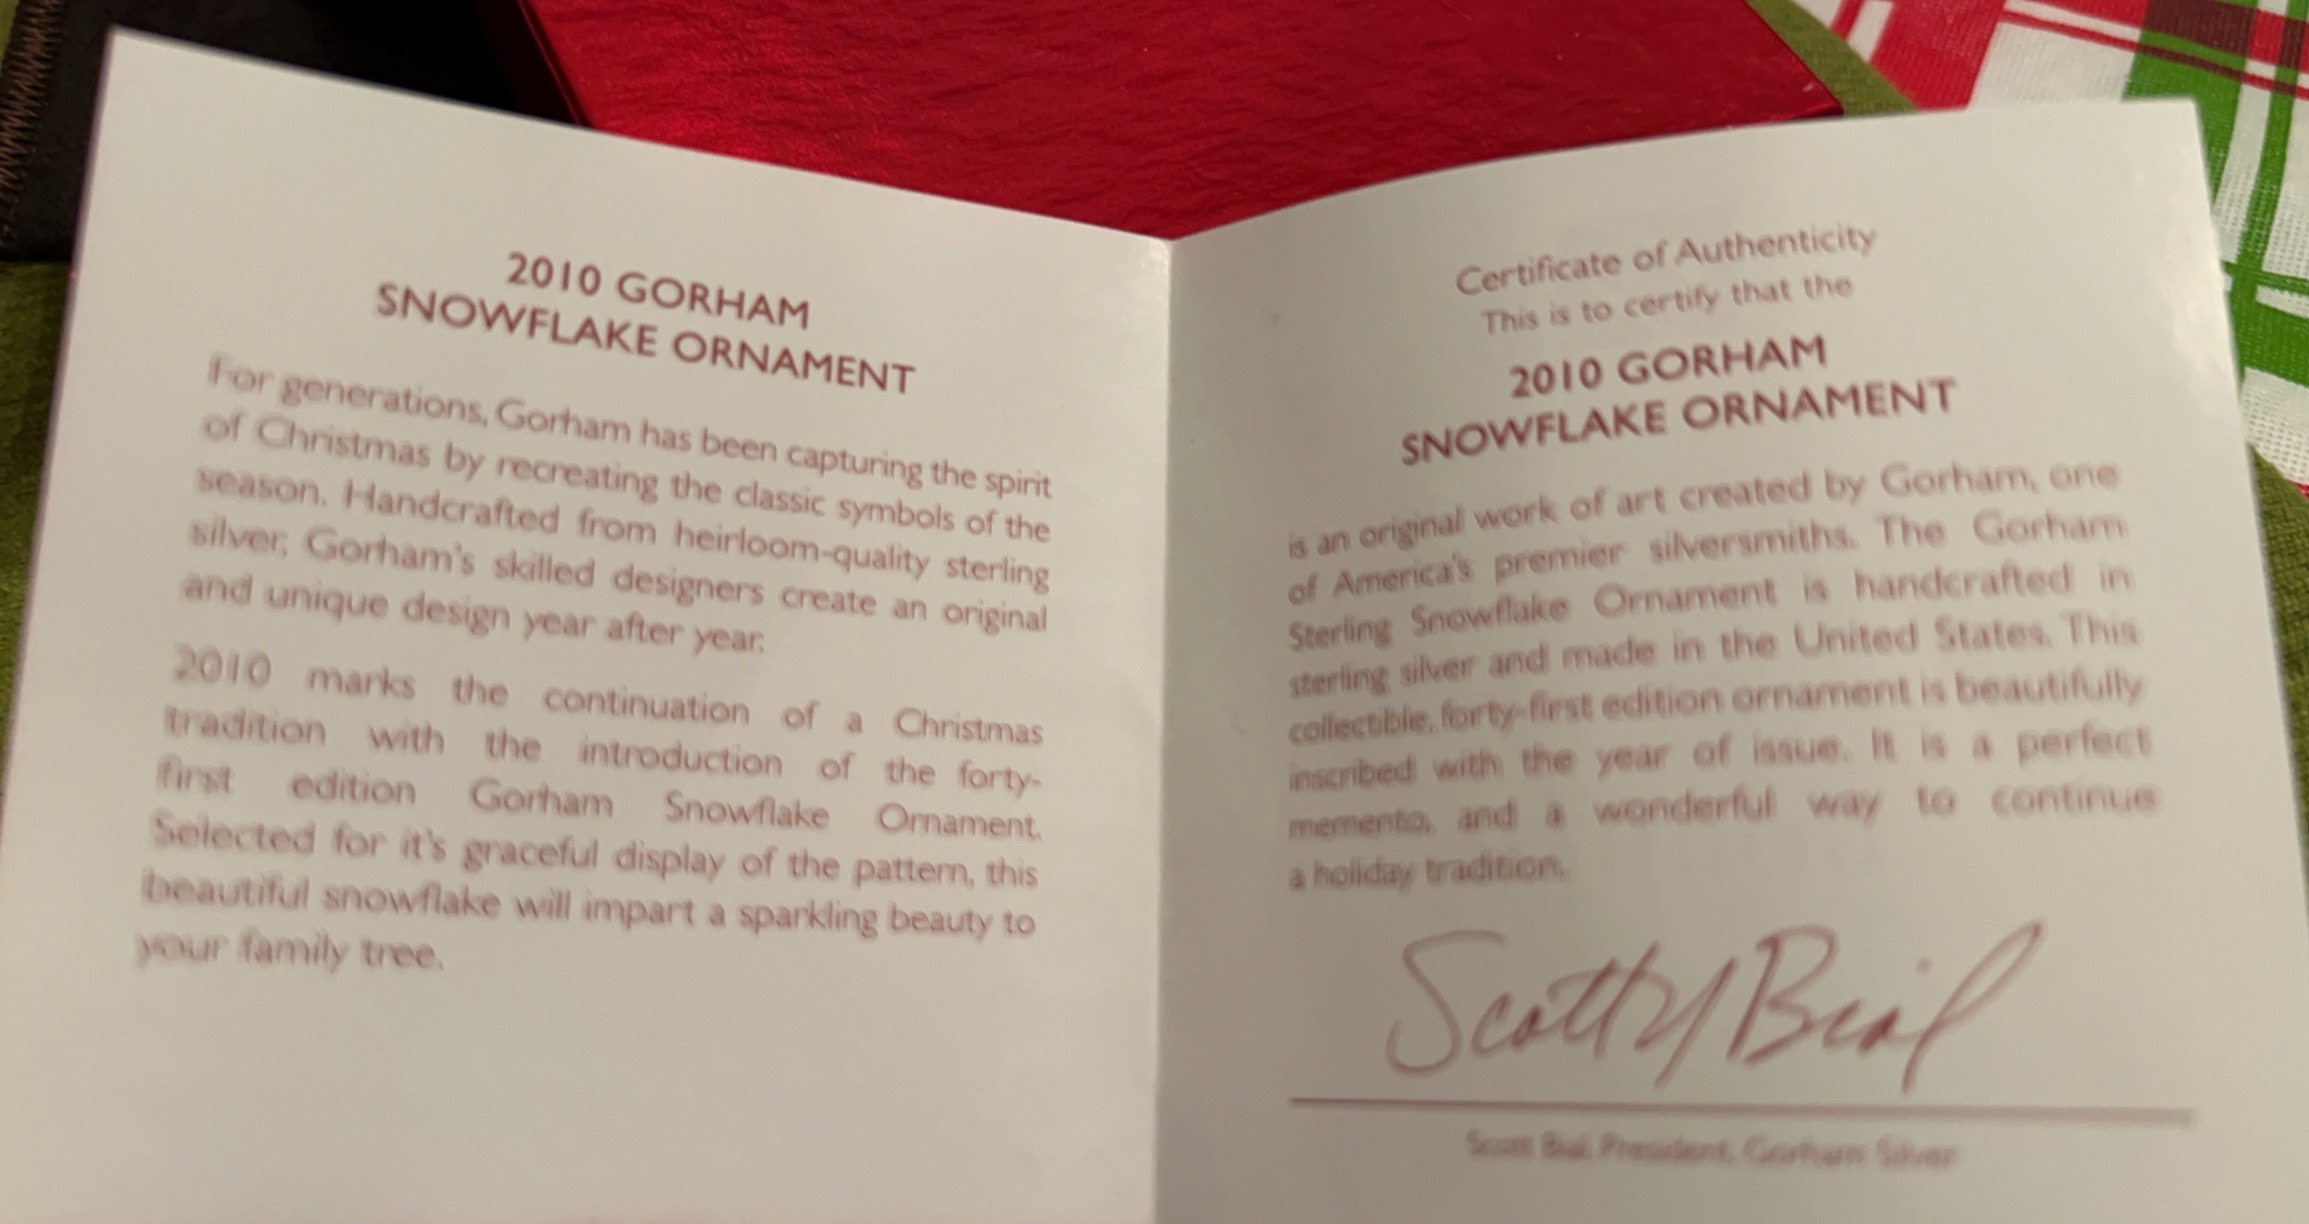 2010 GORHAM
SNOWFLAKE ORNAMENT
For generations, Gorham has been capturing the spirit
of Christmas by recreating the classic symbols of the
season. Handcrafted from heirloom-quality sterling
silver, Gorham's skilled designers create an original
and unique design year after year.
2010 marks the continuation of a Christmas
tradition with the introduction of the forty-
first edition Gorham Snowflake Ornament.
Selected for it's graceful display of the pattern, this
beautiful snowflake will impart a sparkling beauty to
your family tree.
Certificate of Authenticity
This is to certify that the
2010 GORHAM
SNOWFLAKE ORNAMENT
is an original work of art created by Gorham, one
of America's premier silversmiths. The Gorham
Sterling Snowflake Ornament is handcrafted in
sterling silver and made in the United States. This
collectible, forty-first edition ornament is beautifully
inscribed with the year of issue. It is a perfect
memento, and a wonderful way to continue
a holiday tradition.
Scott, President, Gorham Silver